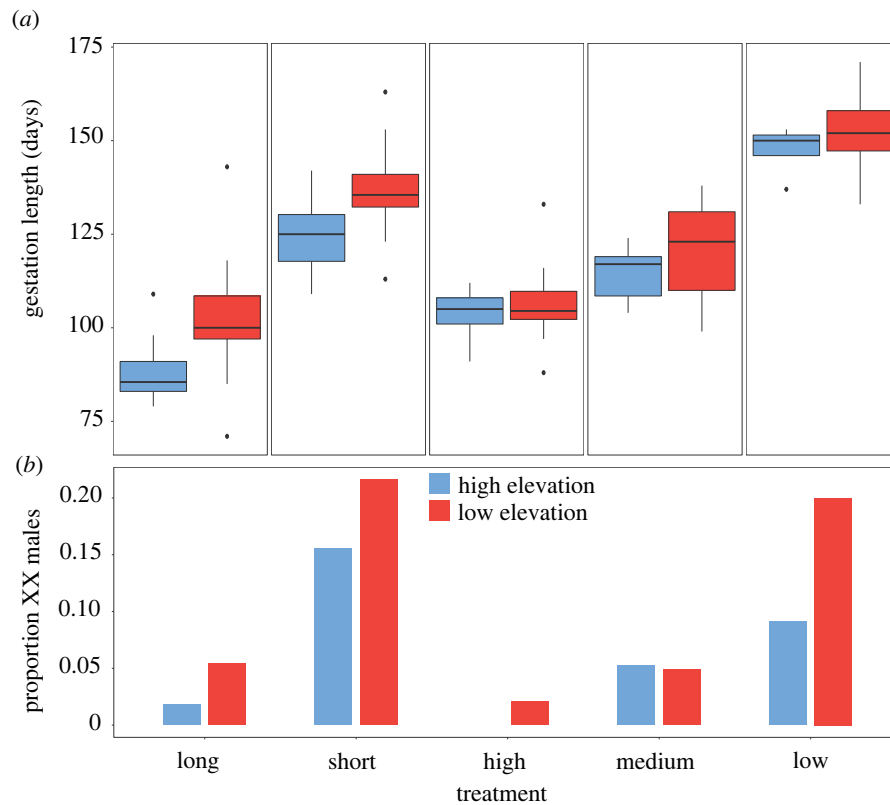 (a)
175
150
125
100
75
gestation length (days)
(b)
high elevation
low elevation
0.20
0.15
0.10
0.05
0
proportion XX males
long short high medium low
treatment